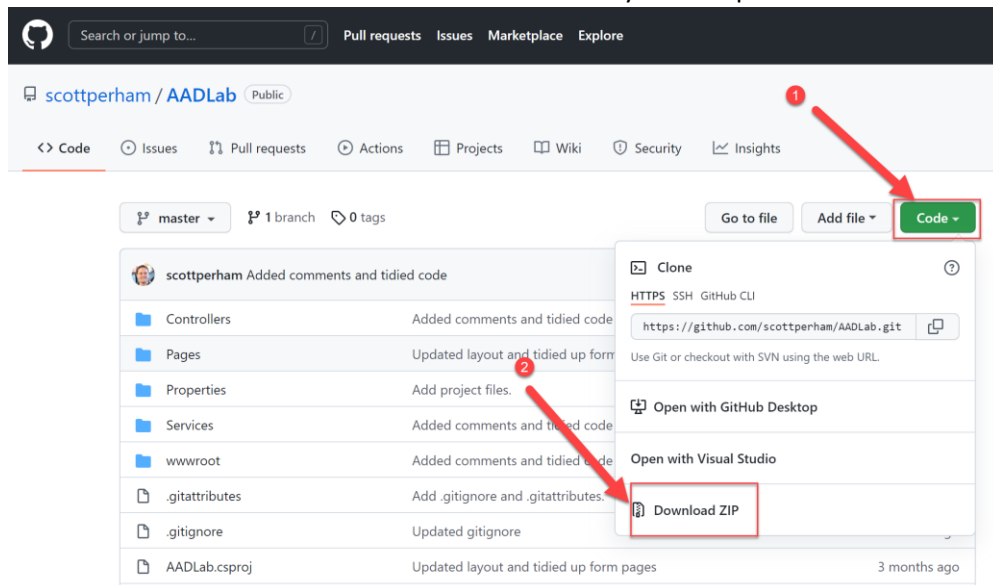 Search or jump to... / Pull requests Issues Marketplace Explore
scottperham / AADLab Public
1
<> Code Issues Pull requests Actions Projects Wiki Security Insights
master 1 branch 0 tags Go to file Add file Code
scottperham Added comments and tidied code
Clone
HTTPS SSH GitHub CLI
https://github.com/scottperham/AADLab.git
Use Git or checkout with SVN using the web URL.
Open with GitHub Desktop
Open with Visual Studio
Download ZIP
Controllers Added comments and tidied code
Pages Updated layout and tidied up form
2
Properties Add project files.
Services Added comments and tidied code
wwwroot Added comments and tidied code
.gitattributes Add .gitignore and .gitattributes.
.gitignore Updated gitignore
AADLab.csproj Updated layout and tidied up form pages 3 months ago